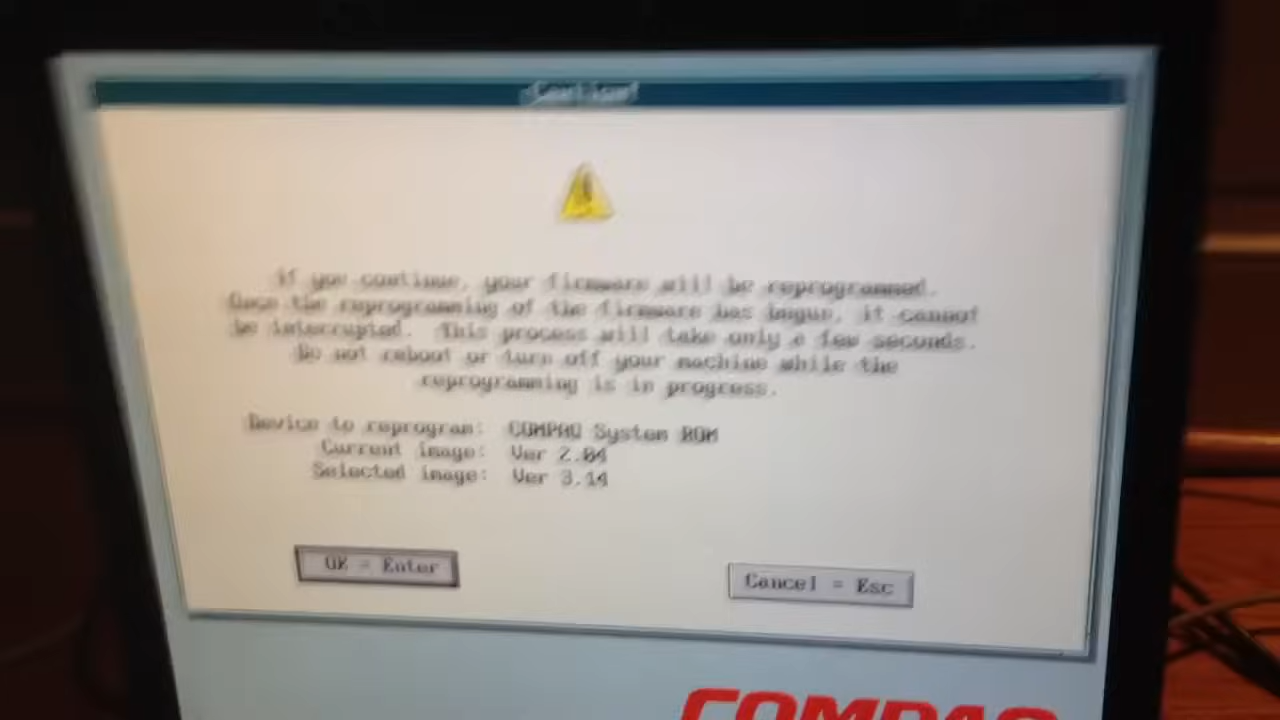 Caution!
If you continue, your firmware will be reprogrammed.
Once the reprogramming of the firmware has begun, it cannot
be interrupted. This process will take only a few seconds.
Do not reboot or turn off your machine while the
reprogramming is in progress.
Device to reprogram: COMPAQ System ROM
Current image: Ver 2.04
Selected image: Ver 3.14
OK = Enter
Cancel = Esc
COMPAQ